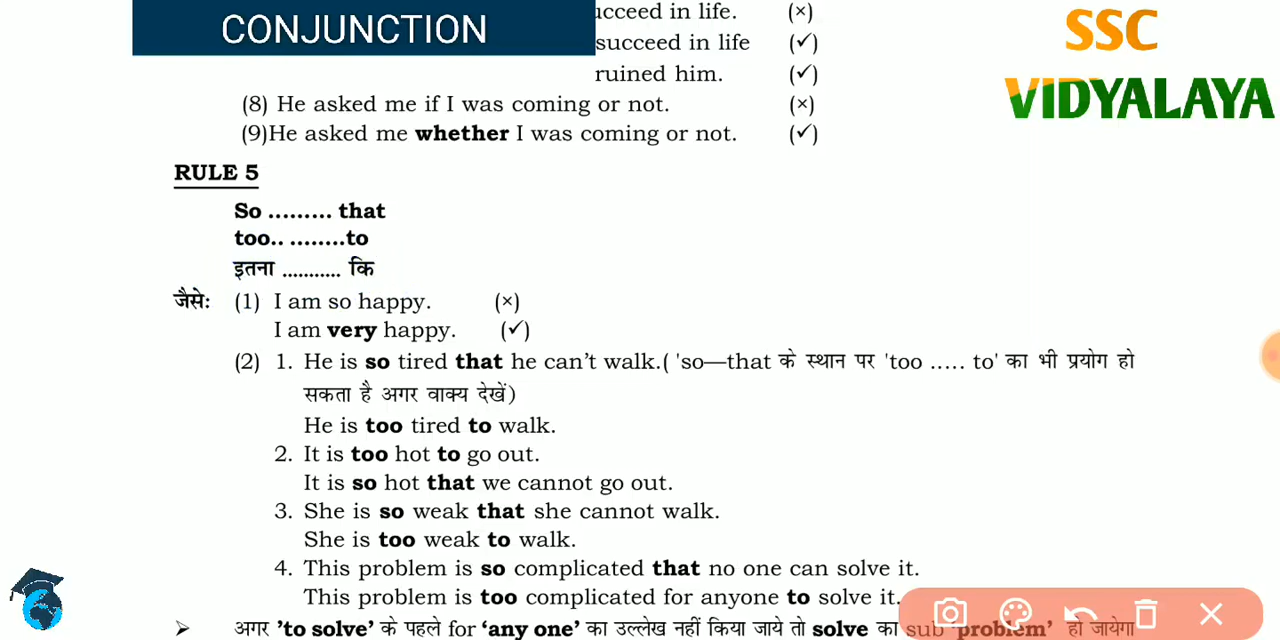 CONJUNCTION
SSC
VIDYALAYA
ucceed in life. (×)
succeed in life (✓)
ruined him. (✓)
(8) He asked me if I was coming or not. (×)
(9)He asked me whether I was coming or not. (✓)
RULE 5
So ......... that
too.. ........to
इतना ........... कि
जैसे: (1) I am so happy. (×)
I am very happy. (✓)
(2) 1. He is so tired that he can't walk.( 'so—that के स्थान पर 'too ..... to' का भी प्रयोग हो
सकता है अगर वाक्य देखें)
He is too tired to walk.
2. It is too hot to go out.
It is so hot that we cannot go out.
3. She is so weak that she cannot walk.
She is too weak to walk.
4. This problem is so complicated that no one can solve it.
This problem is too complicated for anyone to solve it.
➢ अगर 'to solve' के पहले for 'any one' का उल्लेख नहीं किया जाये तो solve का sub 'problem' हो जायेगा